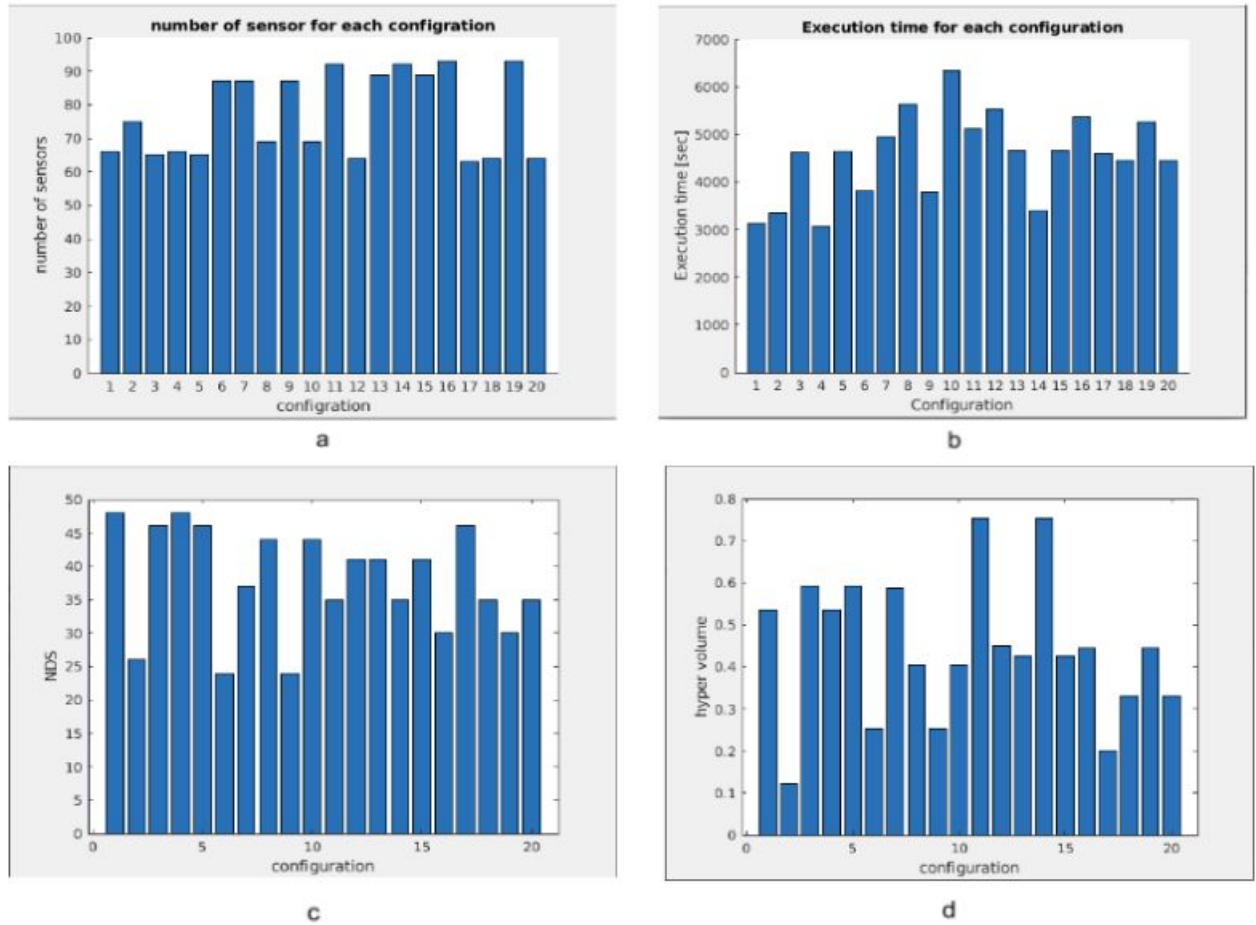 number of sensor for each configration
100
90
80
70
60
50
40
30
20
10
0
number of sensors
1 2 3 4 5 6 7 8 9 10 11 12 13 14 15 16 17 18 19 20
configration
a
Execution time for each configuration
7000
6000
5000
4000
3000
2000
1000
0
Execution time [sec]
1 2 3 4 5 6 7 8 9 10 11 12 13 14 15 16 17 18 19 20
Configuration
b
50
45
40
35
30
25
20
15
10
5
0
NDS
0 5 10 15 20
configuration
c
0.8
0.7
0.6
0.5
0.4
0.3
0.2
0.1
0
hyper volume
0 5 10 15 20
configuration
d